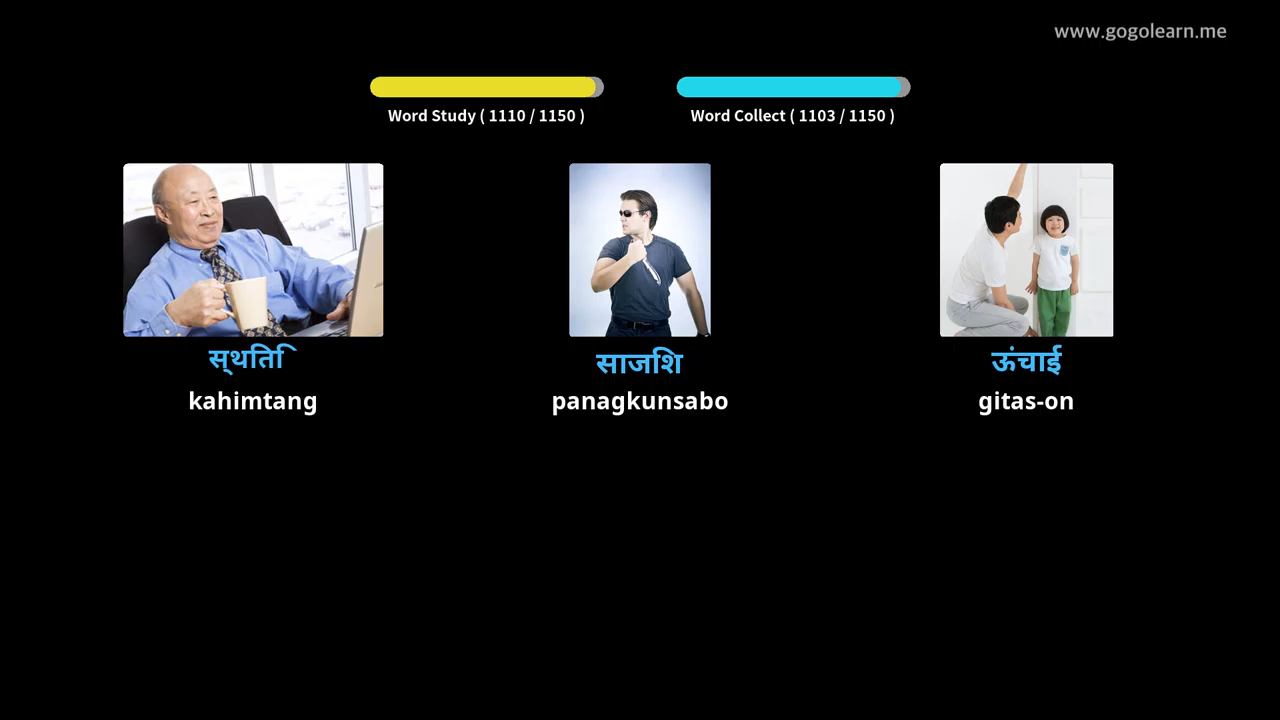 www.gogolearn.me
Word Study ( 1110 / 1150 )
Word Collect ( 1103 / 1150 )
स्थिति
साजिश
ऊंचाई
kahimtang
panagkunsabo
gitas-on